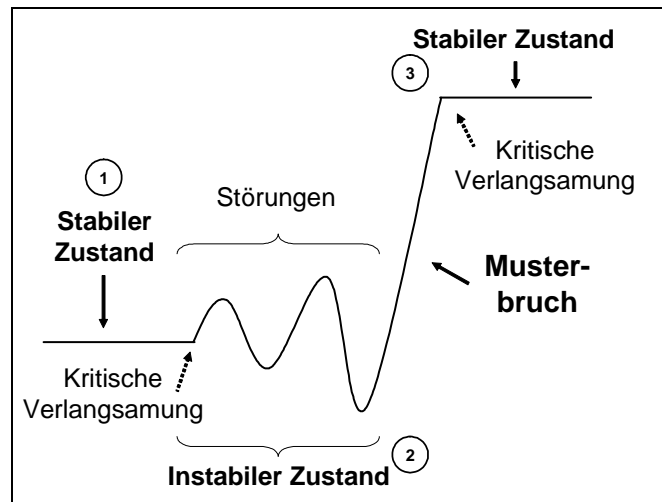 1
Stabiler
Zustand
Kritische
Verlangsamung
Störungen
Instabiler Zustand
2
3
Stabiler Zustand
Kritische
Verlangsamung
Muster-
bruch